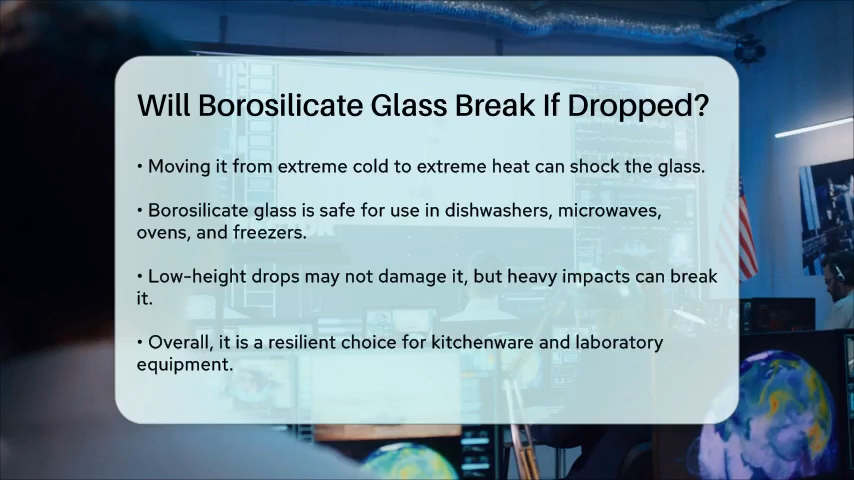 Will Borosilicate Glass Break If Dropped?
• Moving it from extreme cold to extreme heat can shock the glass.
• Borosilicate glass is safe for use in dishwashers, microwaves,
ovens, and freezers.
• Low-height drops may not damage it, but heavy impacts can break
it.
• Overall, it is a resilient choice for kitchenware and laboratory
equipment.